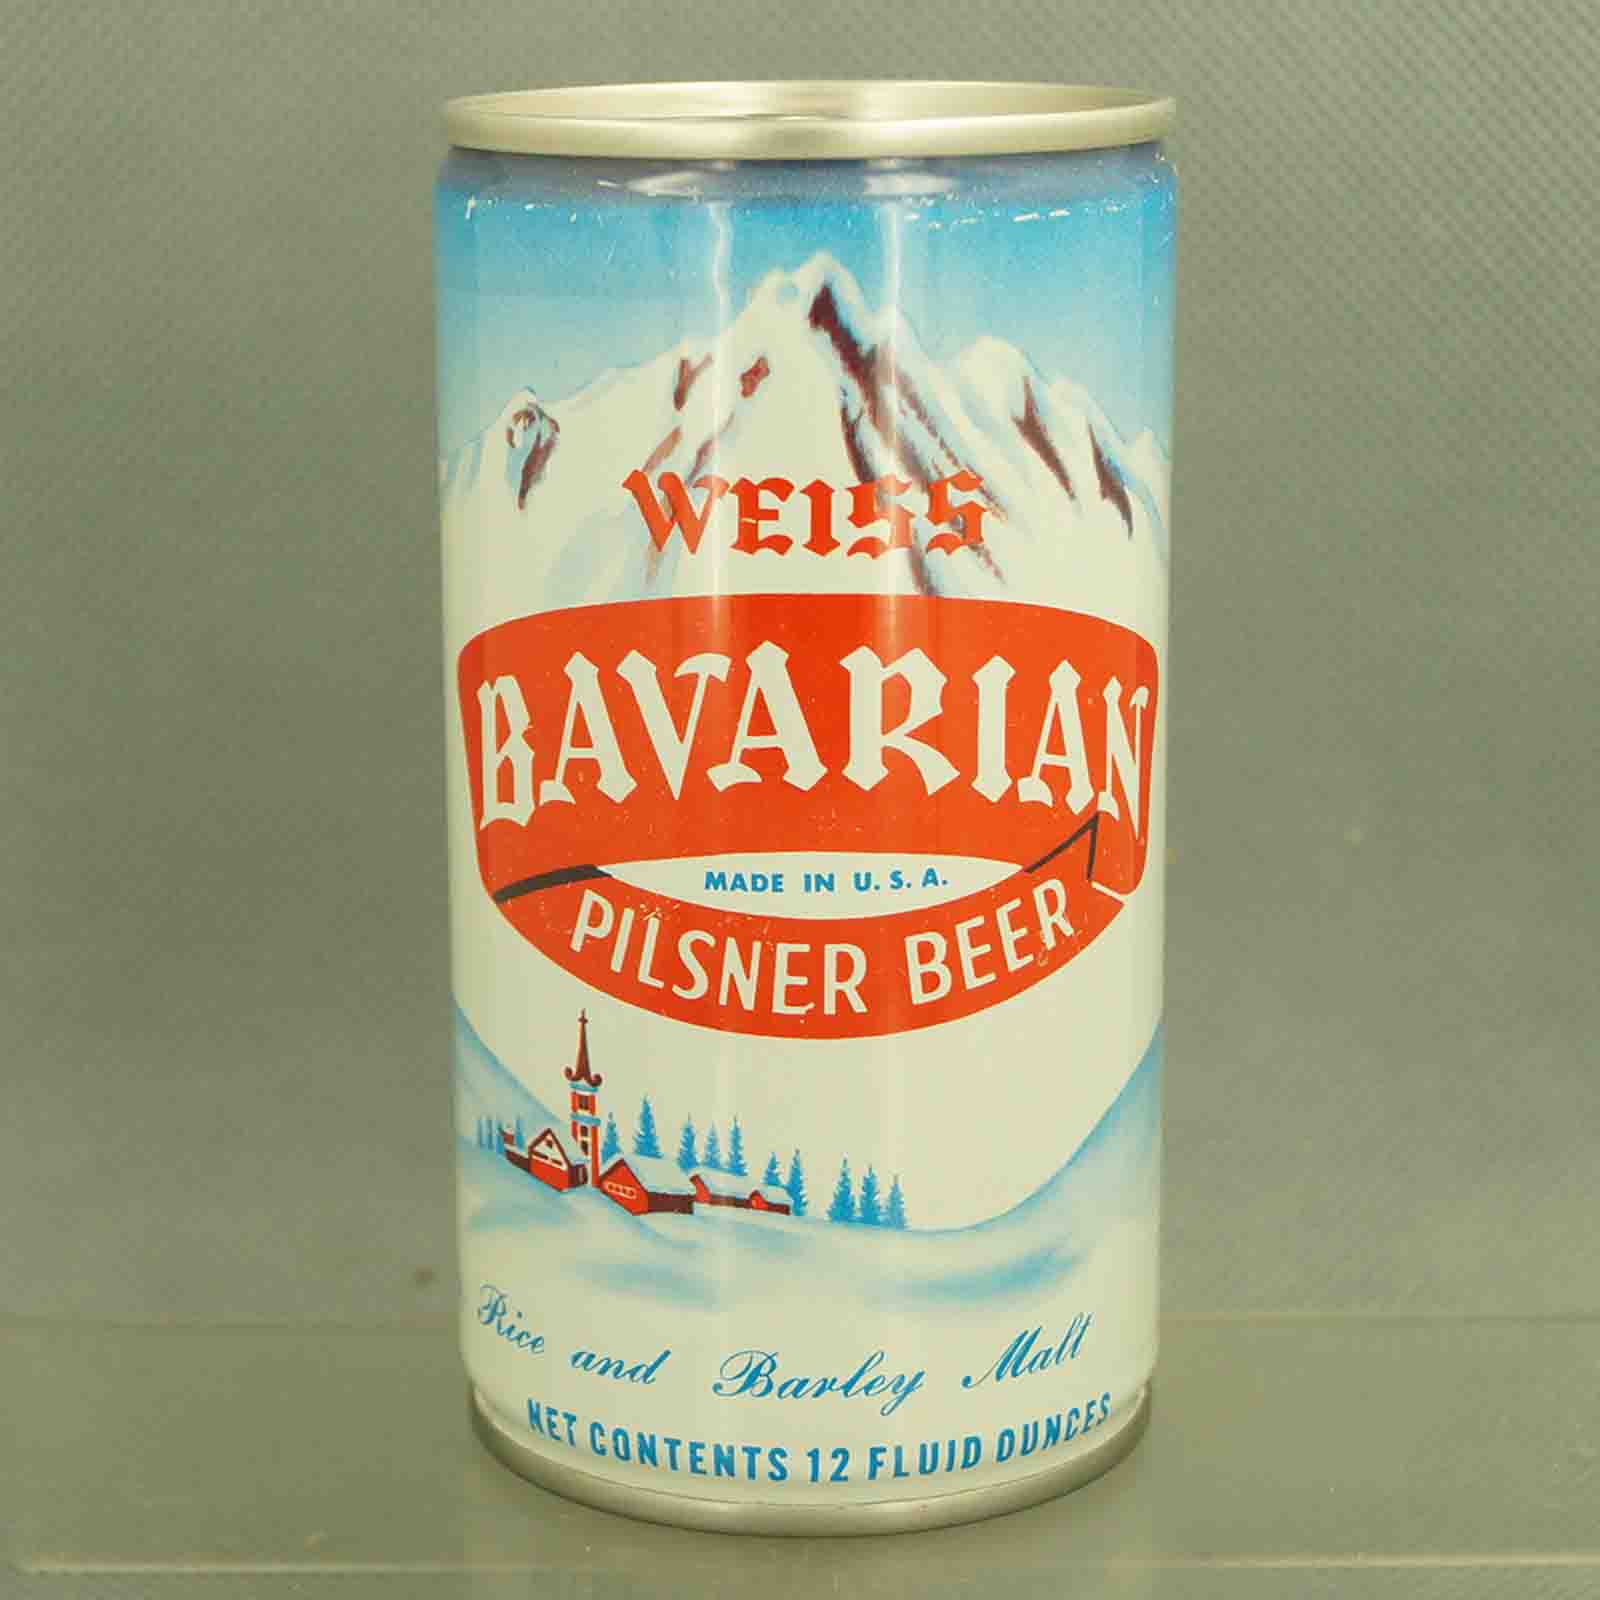 WEISS
BAVARIAN
MADE IN U.S.A.
PILSNER BEER
Rice and Barley Malt
NET CONTENTS 12 FLUID OUNCES